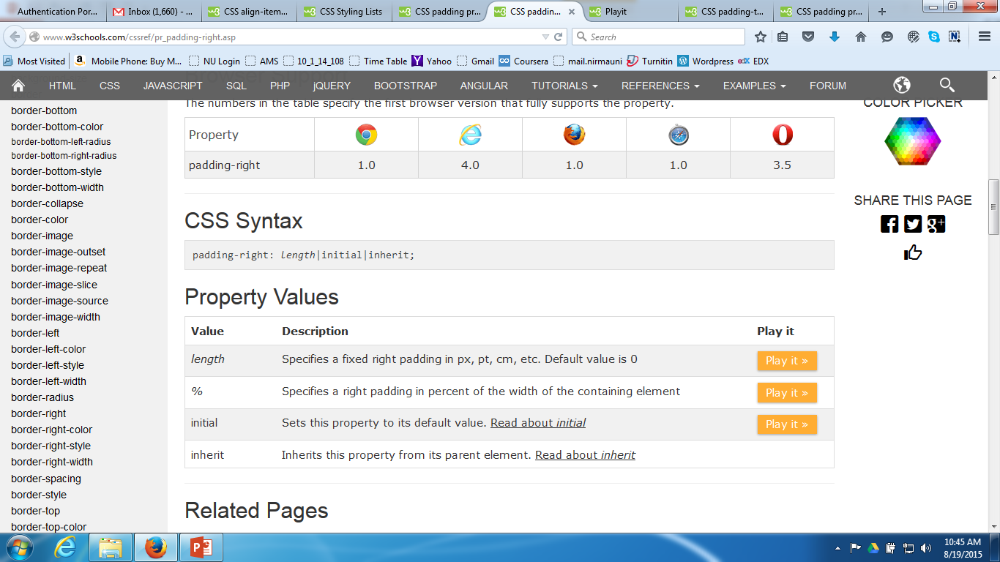 Authentication Por...
Inbox (1,660) - ...
CSS align-item...
CSS Styling Lists
CSS padding pr...
CSS paddin...
Playit
CSS padding-t...
CSS padding pr...
www.w3schools.com/cssref/pr_padding-right.asp
Search
Most Visited
Mobile Phone: Buy M...
NU Login
AMS
10_1_14_108
Time Table
Yahoo
Gmail
Coursera
mail.nirmauni
Turnitin
Wordpress
EDX
Browser Support
HTML CSS JAVASCRIPT SQL PHP jQUERY BOOTSTRAP ANGULAR TUTORIALS REFERENCES EXAMPLES FORUM
border-bottom
border-bottom-color
border-bottom-left-radius
border-bottom-right-radius
border-bottom-style
border-bottom-width
border-collapse
border-color
border-image
border-image-outset
border-image-repeat
border-image-slice
border-image-source
border-image-width
border-left
border-left-color
border-left-style
border-left-width
border-radius
border-right
border-right-color
border-right-style
border-right-width
border-spacing
border-style
border-top
border-top-color
The numbers in the table specify the first browser version that fully supports the property.
Property
padding-right 1.0 4.0 1.0 1.0 3.5
CSS Syntax
padding-right: length|initial|inherit;
Property Values
Value Description Play it
length Specifies a fixed right padding in px, pt, cm, etc. Default value is 0 Play it »
% Specifies a right padding in percent of the width of the containing element Play it »
initial Sets this property to its default value. Read about initial Play it »
inherit Inherits this property from its parent element. Read about inherit
Related Pages
COLOR PICKER
SHARE THIS PAGE
10:45 AM
8/19/2015